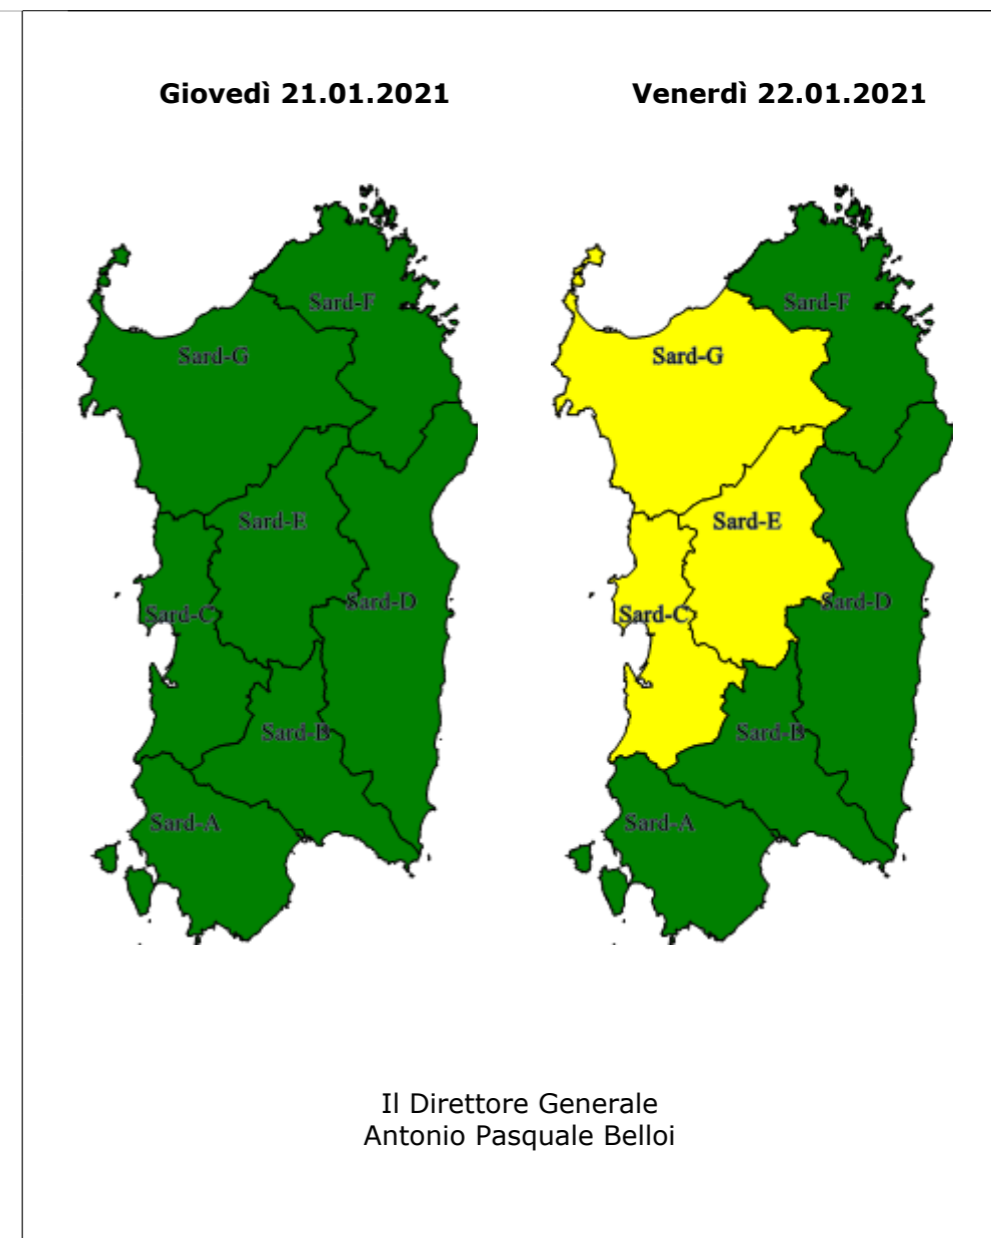 Giovedì 21.01.2021
Venerdì 22.01.2021
Sard-F
Sard-G
Sard-E
Sard-D
Sard-C
Sard-B
Sard-A
Sard-F
Sard-G
Sard-E
Sard-D
Sard-C
Sard-B
Sard-A
Il Direttore Generale
Antonio Pasquale Belloi